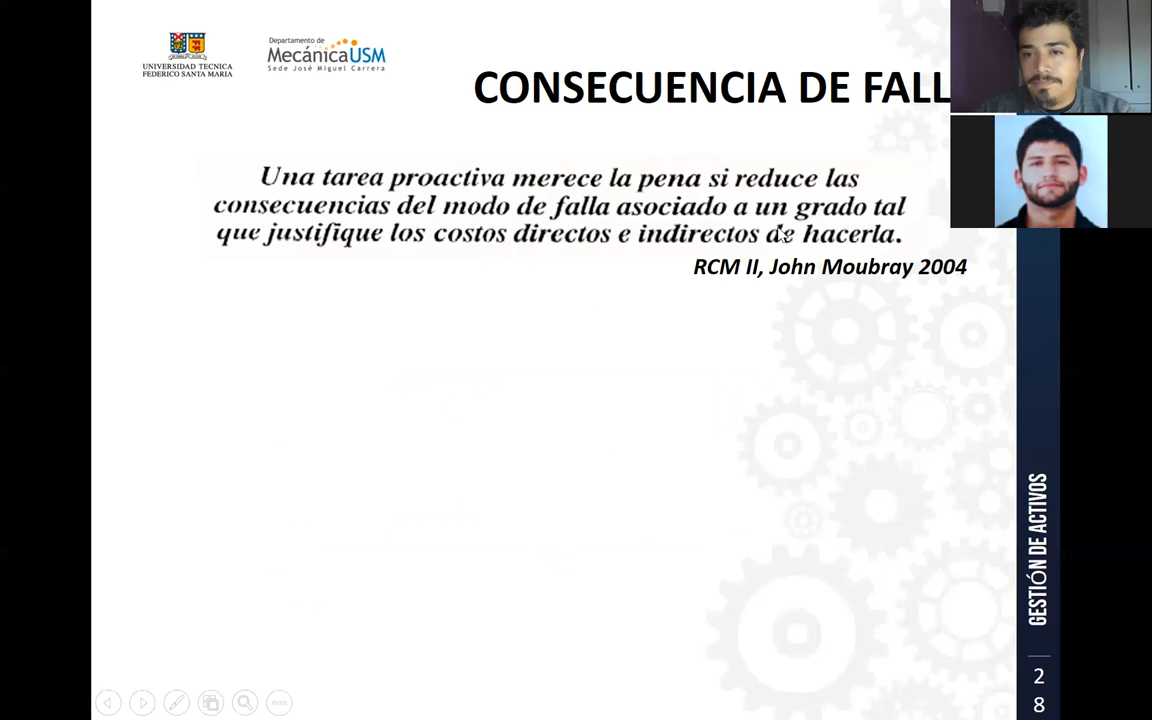 UNIVERSIDAD TECNICA
FEDERICO SANTA MARIA
Departamento de
MecánicaUSM
Sede José Miguel Carrera
CONSECUENCIA DE FALL
Una tarea proactiva merece la pena si reduce las
consecuencias del modo de falla asociado a un grado tal
que justifique los costos directos e indirectos de hacerla.
RCM II, John Moubray 2004
GESTIÓN DE ACTIVOS
2
8